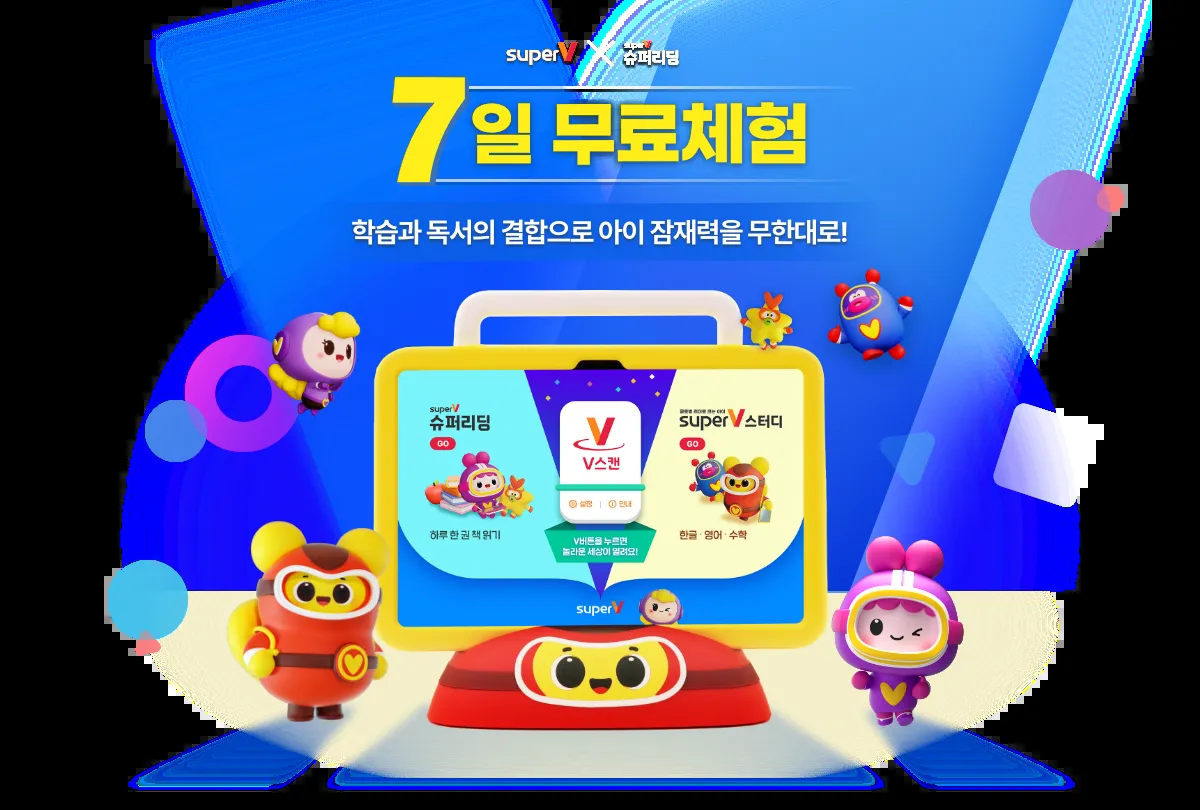 superV X superV 슈퍼리딩
7일 무료체험
학습과 독서의 결합으로 아이 잠재력을 무한대로!
superV
슈퍼리딩
GO
하루 한 권 책 읽기
V
V스캔
설정 | 안내
V버튼을 누르면
놀라운 세상이 열려요!
superV스터디
GO
한글 · 영어 · 수학
superV